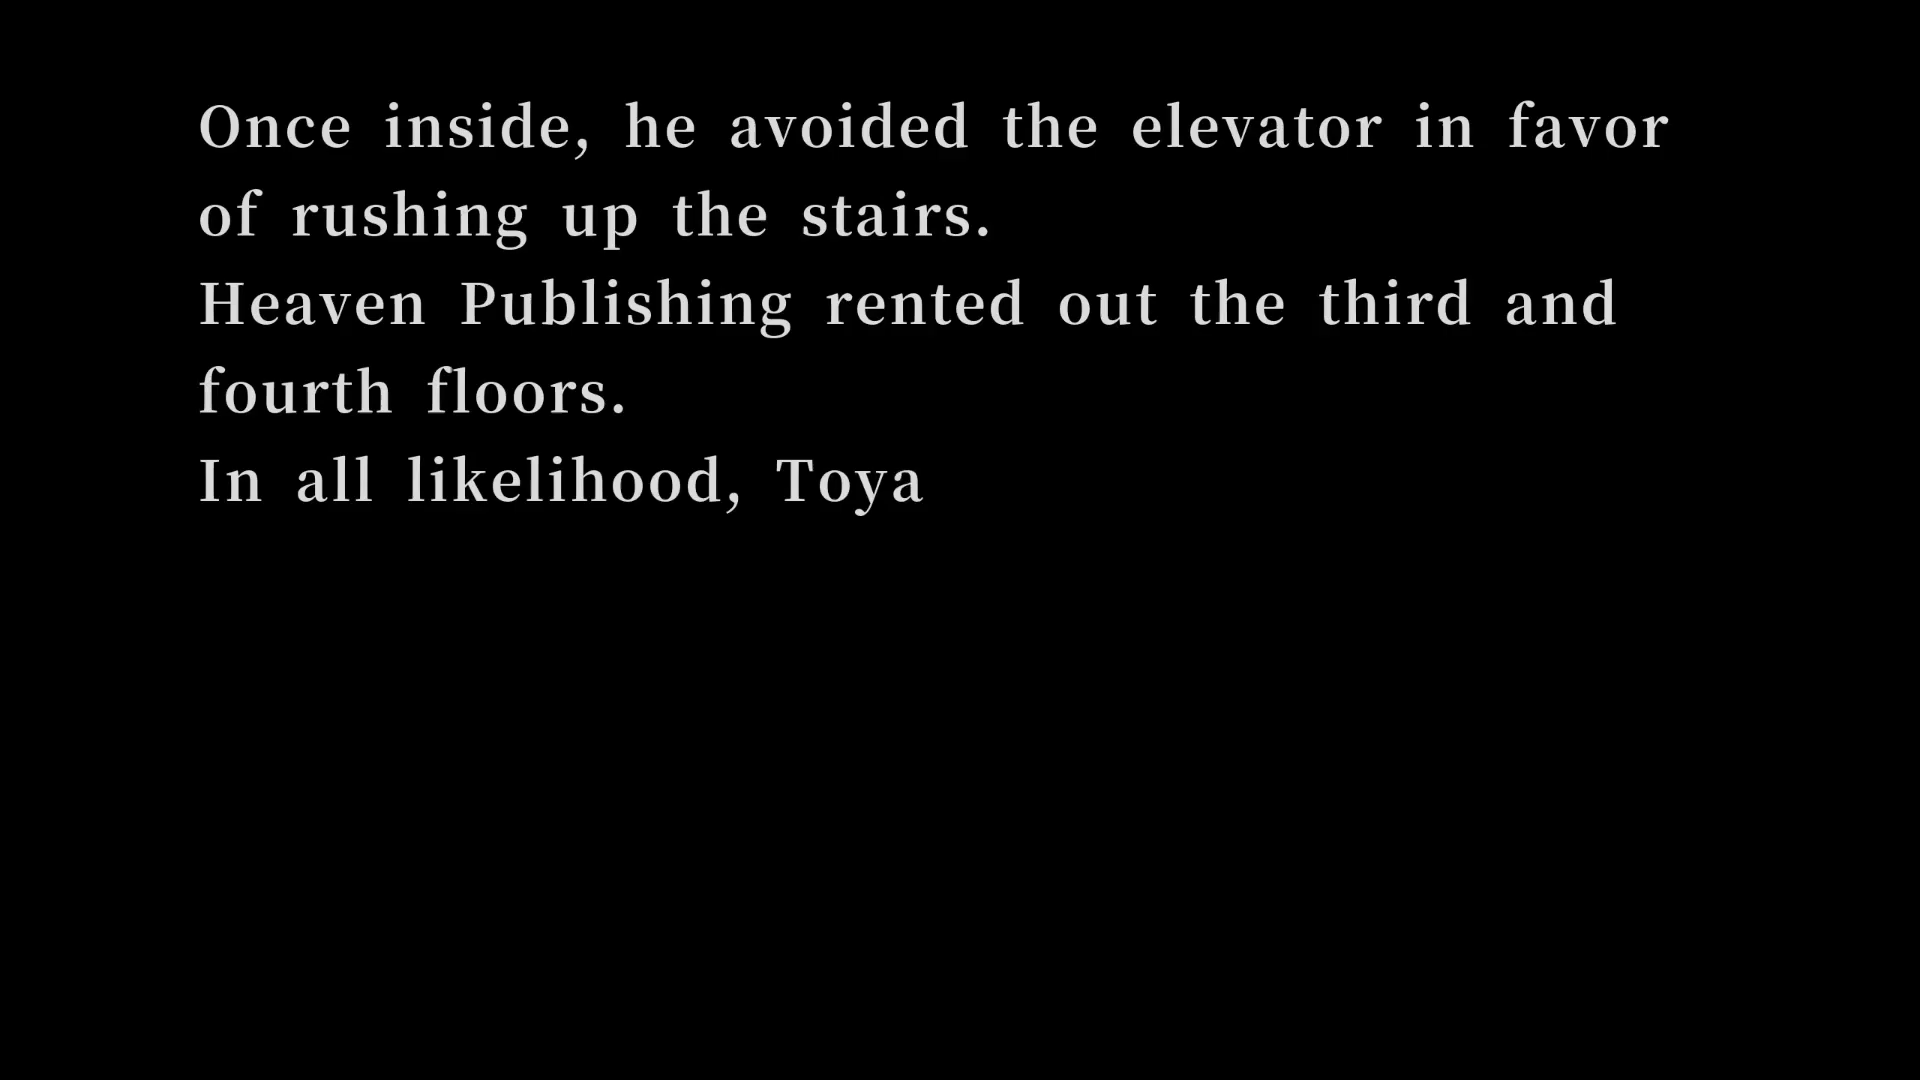 Once inside, he avoided the elevator in favor
of rushing up the stairs.
Heaven Publishing rented out the third and
fourth floors.
In all likelihood, Toya